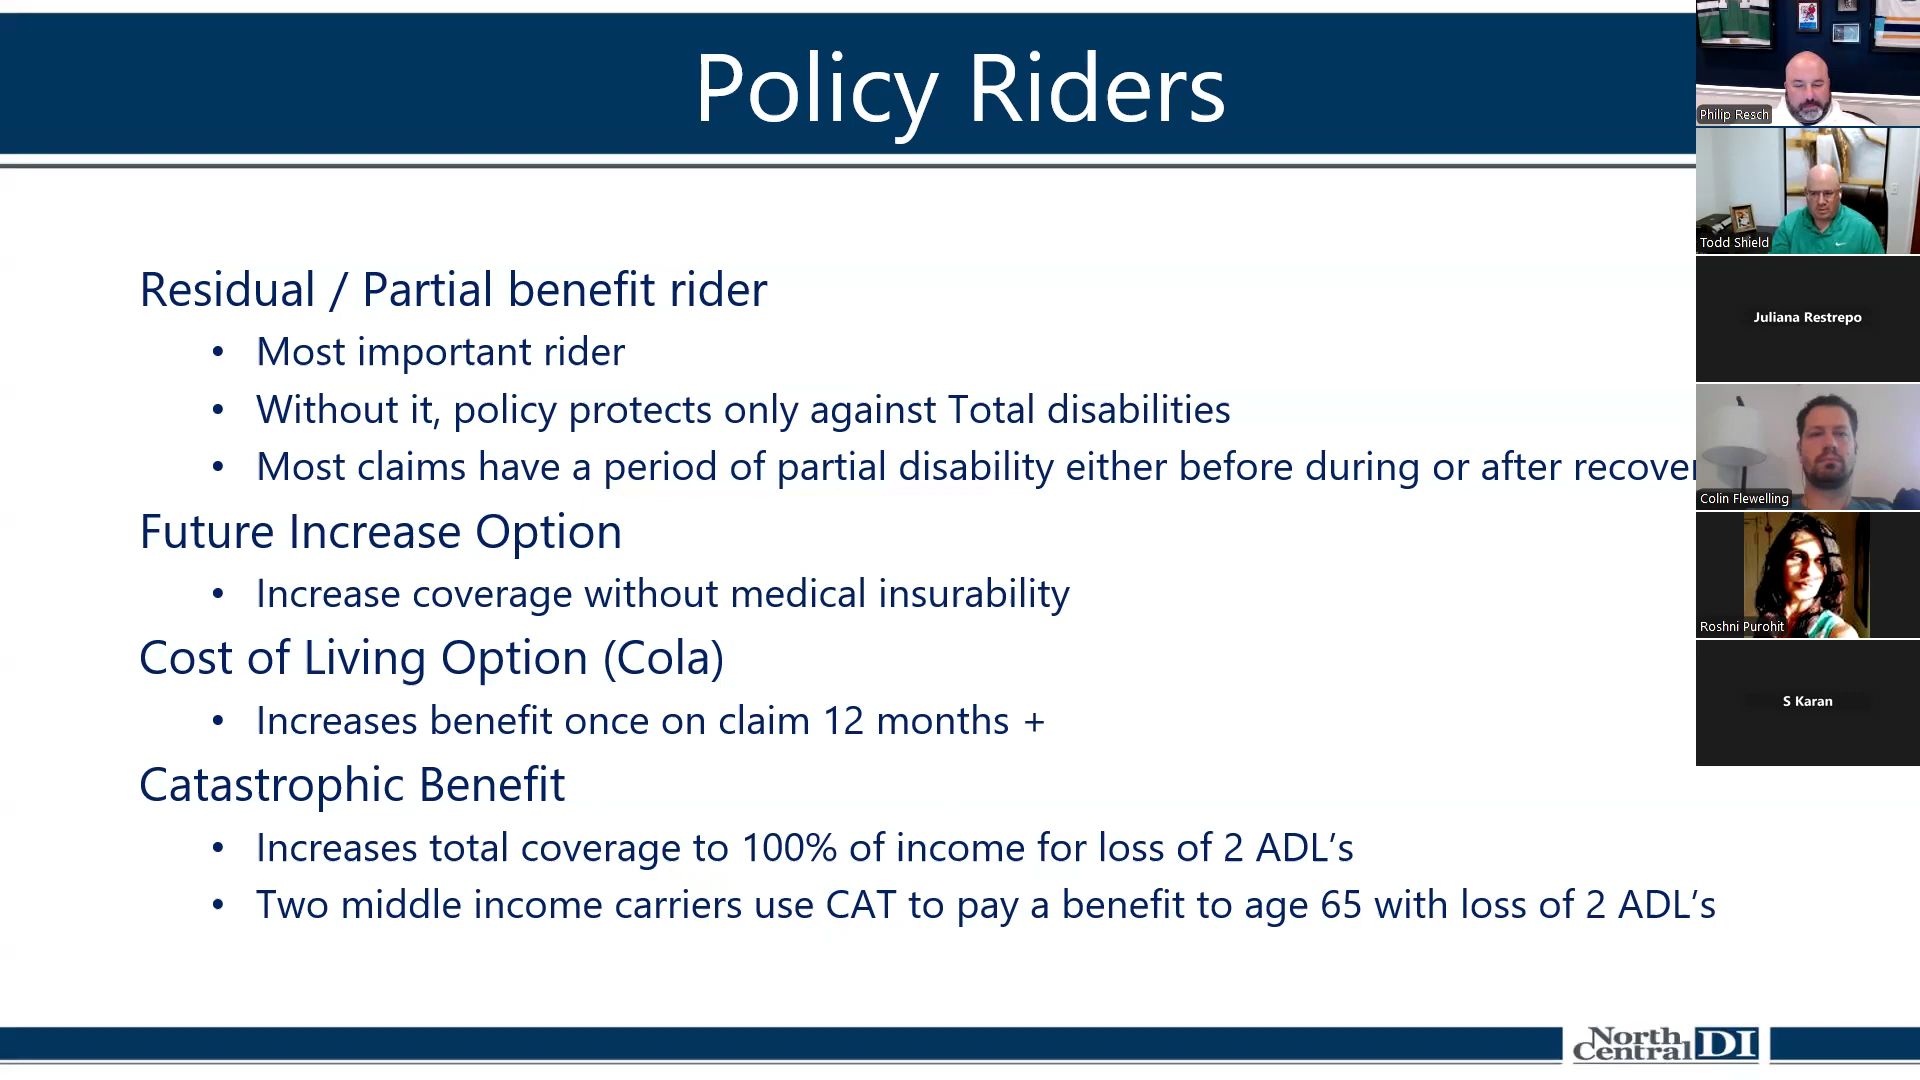 Policy Riders
Residual / Partial benefit rider
• Most important rider
• Without it, policy protects only against Total disabilities
• Most claims have a period of partial disability either before during or after recover
Future Increase Option
• Increase coverage without medical insurability
Cost of Living Option (Cola)
• Increases benefit once on claim 12 months +
Catastrophic Benefit
• Increases total coverage to 100% of income for loss of 2 ADL’s
• Two middle income carriers use CAT to pay a benefit to age 65 with loss of 2 ADL’s
North
Central DI
Philip Resch
Todd Shield
Juliana Restrepo
Colin Flewelling
Roshni Purohit
S Karan